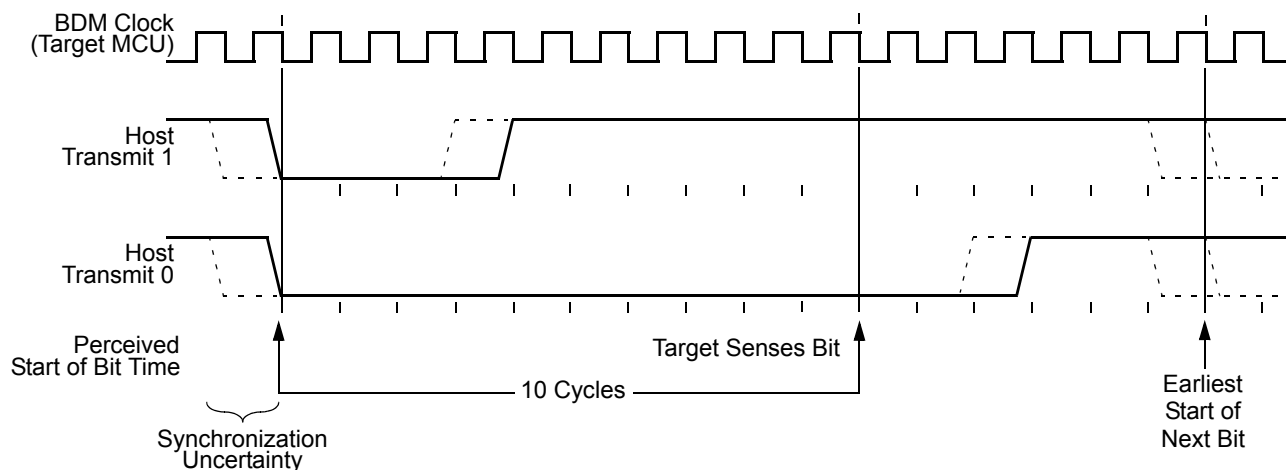 BDM Clock
(Target MCU)
Host
Transmit 1
Host
Transmit 0
Perceived
Start of Bit Time
Target Senses Bit
10 Cycles
Earliest
Start of
Next Bit
Synchronization
Uncertainty